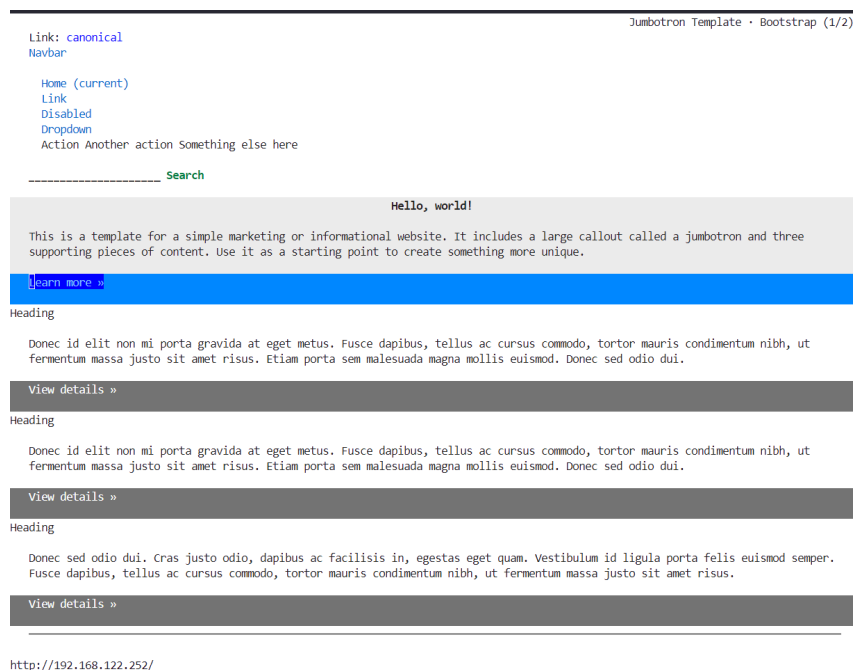 Jumbotron Template · Bootstrap (1/2)
Link: canonical
Navbar
Home (current)
Link
Disabled
Dropdown
Action Another action Something else here
_____________________ Search
Hello, world!
This is a template for a simple marketing or informational website. It includes a large callout called a jumbotron and three
supporting pieces of content. Use it as a starting point to create something more unique.
Learn more »
Heading
Donec id elit non mi porta gravida at eget metus. Fusce dapibus, tellus ac cursus commodo, tortor mauris condimentum nibh, ut
fermentum massa justo sit amet risus. Etiam porta sem malesuada magna mollis euismod. Donec sed odio dui.
View details »
Heading
Donec id elit non mi porta gravida at eget metus. Fusce dapibus, tellus ac cursus commodo, tortor mauris condimentum nibh, ut
fermentum massa justo sit amet risus. Etiam porta sem malesuada magna mollis euismod. Donec sed odio dui.
View details »
Heading
Donec sed odio dui. Cras justo odio, dapibus ac facilisis in, egestas eget quam. Vestibulum id ligula porta felis euismod semper.
Fusce dapibus, tellus ac cursus commodo, tortor mauris condimentum nibh, ut fermentum massa justo sit amet risus.
View details »
http://192.168.122.252/